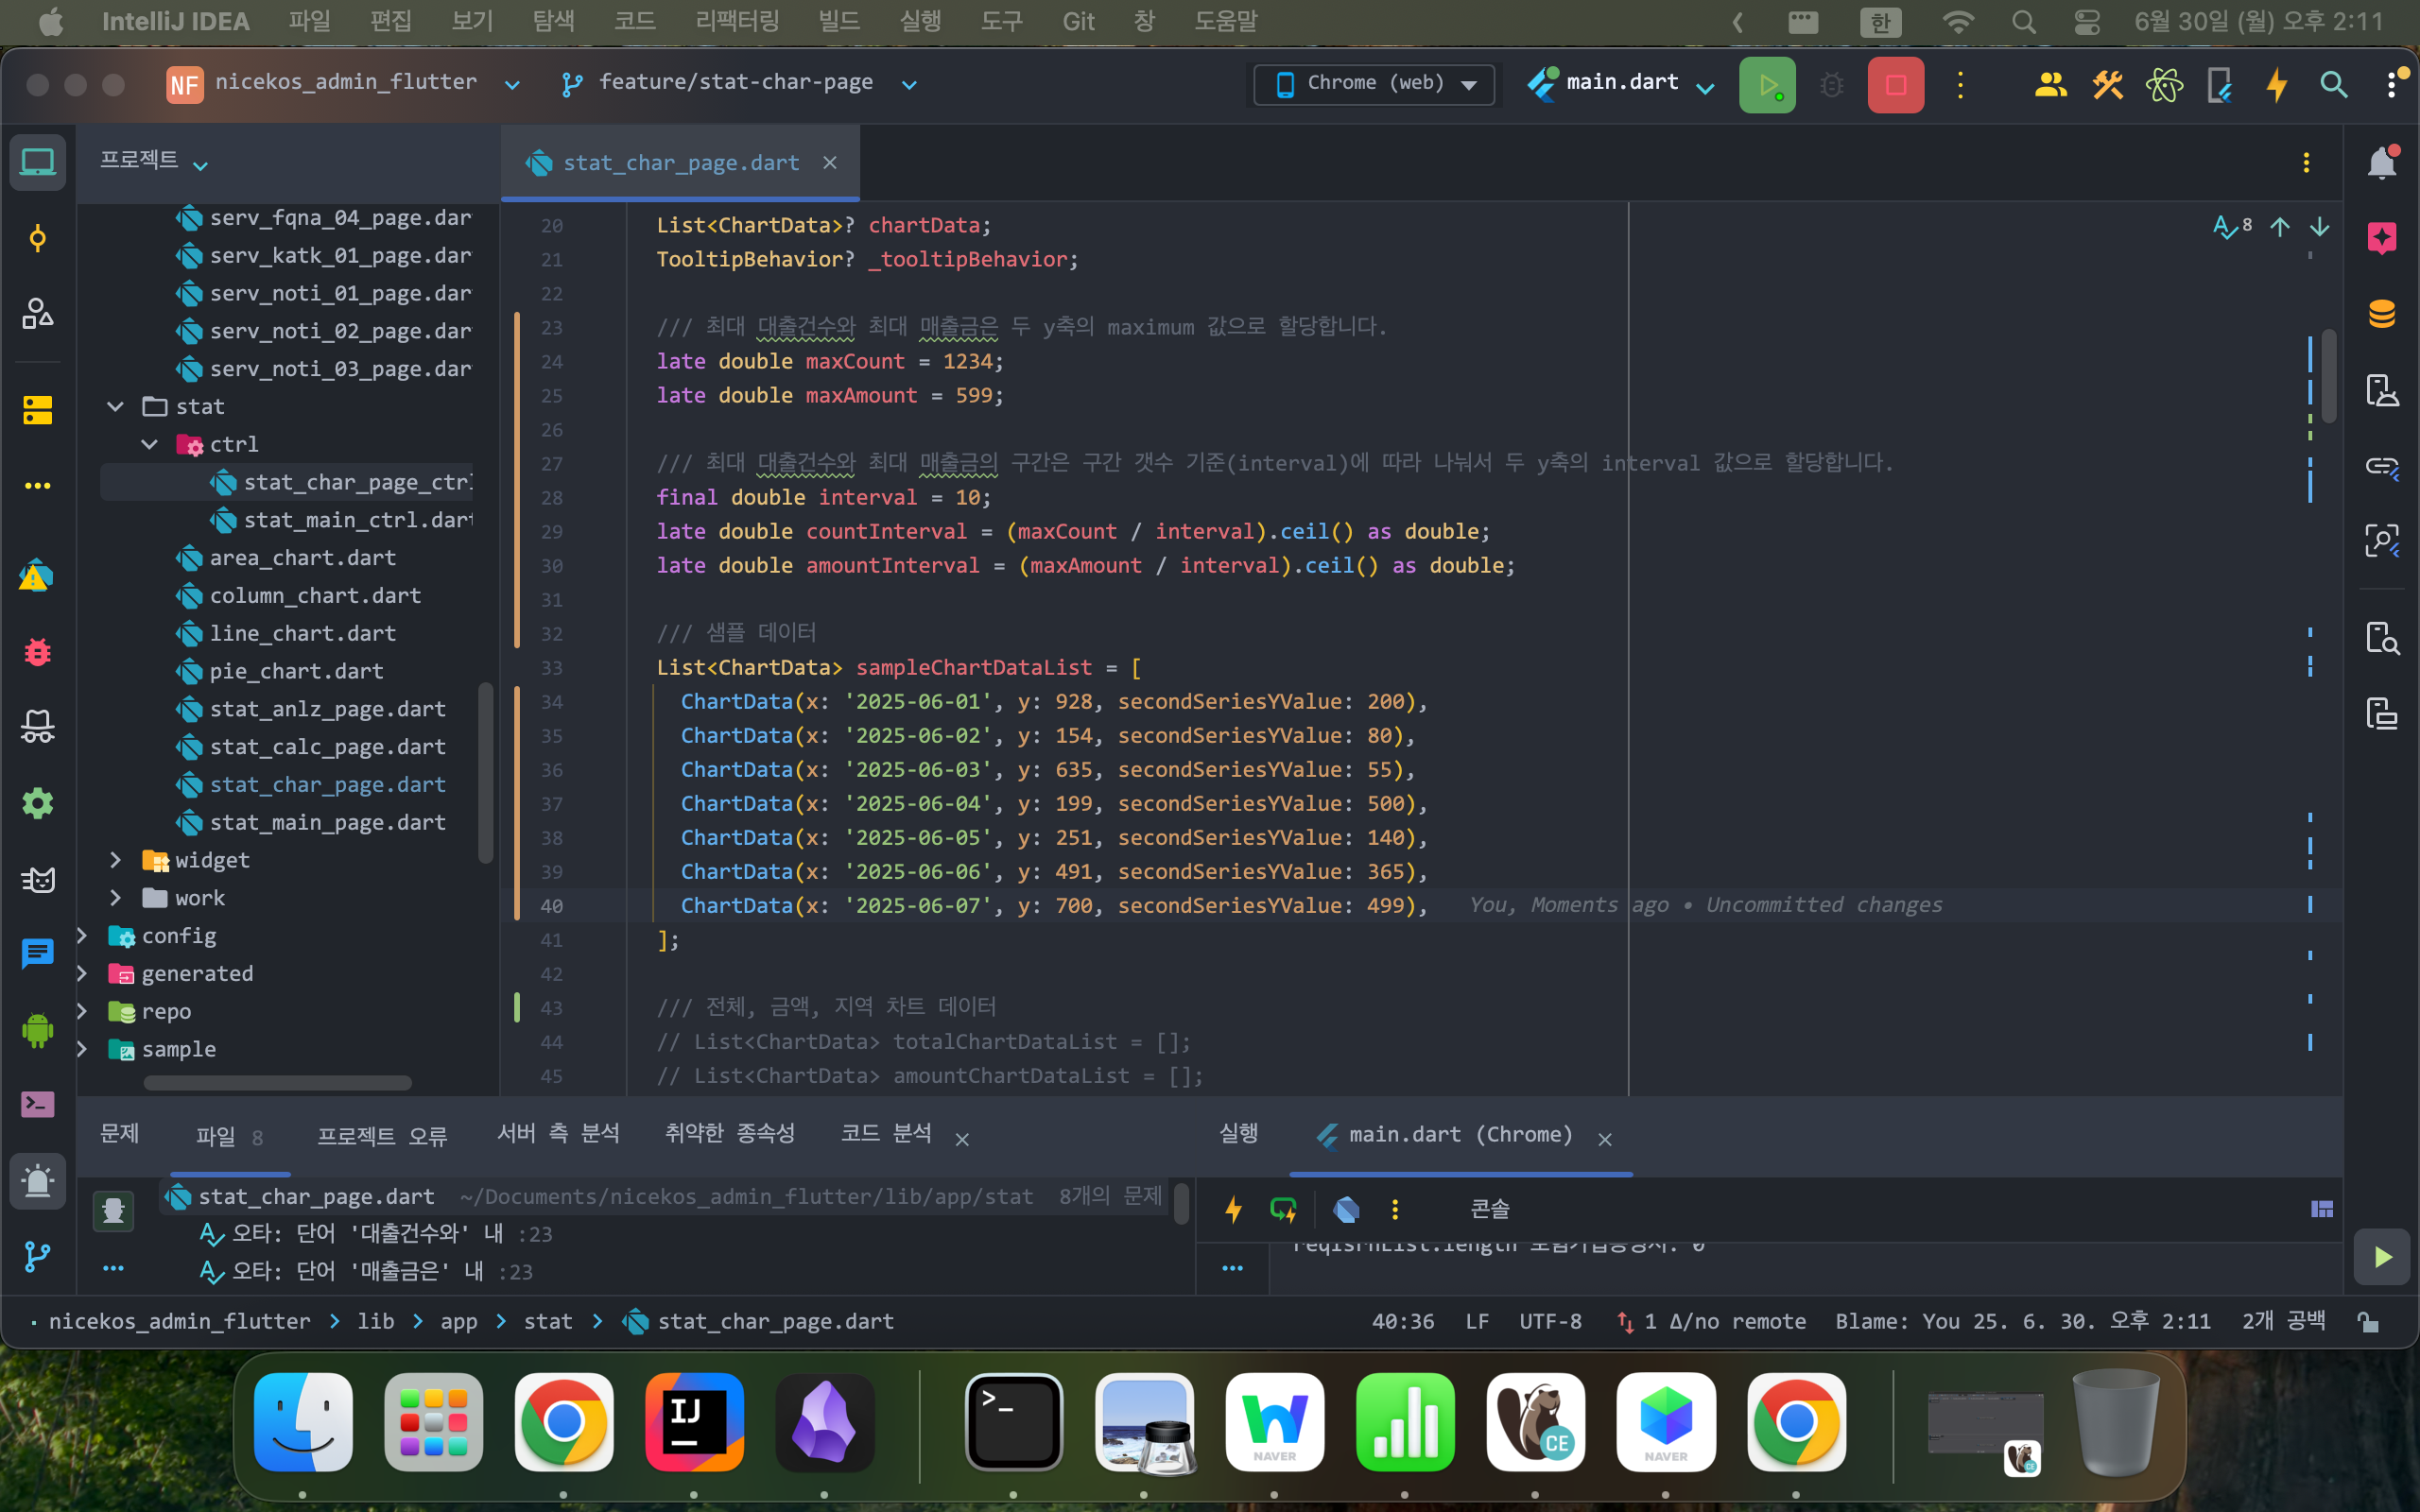 IntelliJ IDEA 파일 편집 보기 탐색 코드 리팩터링 빌드 실행 도구 Git 창 도움말 한 6월 30일 (월) 오후 2:11
NF nicekos_admin_flutter feature/stat-char-page Chrome (web) main.dart
프로젝트
stat_char_page.dart
serv_fqna_04_page.dar
serv_katk_01_page.dar
serv_noti_01_page.dar
serv_noti_02_page.dar
serv_noti_03_page.dar
stat
ctrl
stat_char_page_ctr
stat_main_ctrl.dart
area_chart.dart
column_chart.dart
line_chart.dart
pie_chart.dart
stat_anlz_page.dart
stat_calc_page.dart
stat_char_page.dart
stat_main_page.dart
widget
work
config
generated
repo
sample
8
20 List<ChartData>? chartData;
21 TooltipBehavior? _tooltipBehavior;
22
23 /// 최대 대출건수와 최대 매출금은 두 y축의 maximum 값으로 할당합니다.
24 late double maxCount = 1234;
25 late double maxAmount = 599;
26
27 /// 최대 대출건수와 최대 매출금의 구간은 구간 갯수 기준(interval)에 따라 나눠서 두 y축의 interval 값으로 할당합니다.
28 final double interval = 10;
29 late double countInterval = (maxCount / interval).ceil() as double;
30 late double amountInterval = (maxAmount / interval).ceil() as double;
31
32 /// 샘플 데이터
33 List<ChartData> sampleChartDataList = [
34 ChartData(x: '2025-06-01', y: 928, secondSeriesYValue: 200),
35 ChartData(x: '2025-06-02', y: 154, secondSeriesYValue: 80),
36 ChartData(x: '2025-06-03', y: 635, secondSeriesYValue: 55),
37 ChartData(x: '2025-06-04', y: 199, secondSeriesYValue: 500),
38 ChartData(x: '2025-06-05', y: 251, secondSeriesYValue: 140),
39 ChartData(x: '2025-06-06', y: 491, secondSeriesYValue: 365),
40 ChartData(x: '2025-06-07', y: 700, secondSeriesYValue: 499), You, Moments ago • Uncommitted changes
41 ];
42
43 /// 전체, 금액, 지역 차트 데이터
44 // List<ChartData> totalChartDataList = [];
45 // List<ChartData> amountChartDataList = [];
문제 파일 8 프로젝트 오류 서버 측 분석 취약한 종속성 코드 분석
stat_char_page.dart ~/Documents/nicekos_admin_flutter/lib/app/stat 8개의 문제
오타: 단어 '대출건수와' 내 :23
오타: 단어 '매출금은' 내 :23
실행 main.dart (Chrome)
콘솔
nicekos_admin_flutter > lib > app > stat > stat_char_page.dart 40:36 LF UTF-8 1 Δ/no remote Blame: You 25. 6. 30. 오후 2:11 2개 공백
IJ
>_
NAVER
CE
NAVER